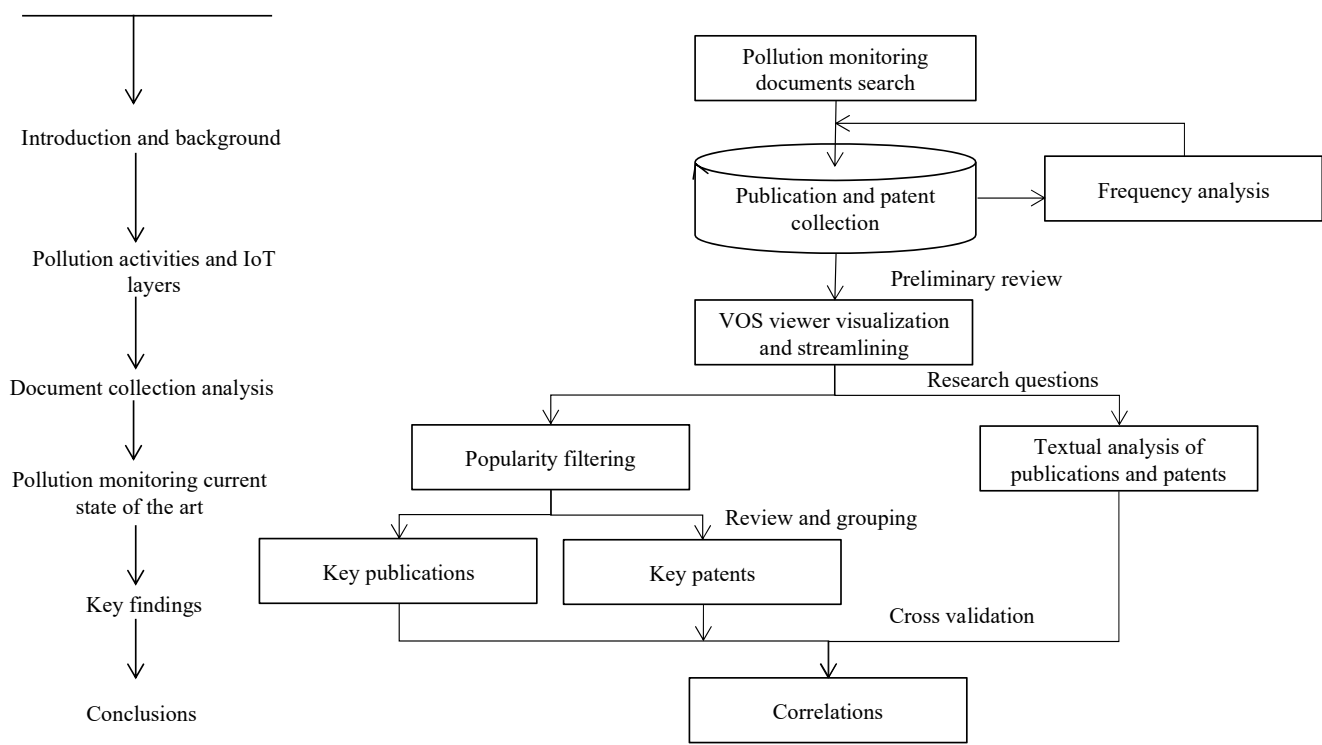 Introduction and background
Pollution activities and IoT
layers
Document collection analysis
Pollution monitoring current
state of the art
Key findings
Conclusions
Pollution monitoring
documents search
Publication and patent
collection
Frequency analysis
Preliminary review
VOS viewer visualization
and streamlining
Research questions
Popularity filtering
Textual analysis of
publications and patents
Review and grouping
Key publications
Key patents
Cross validation
Correlations